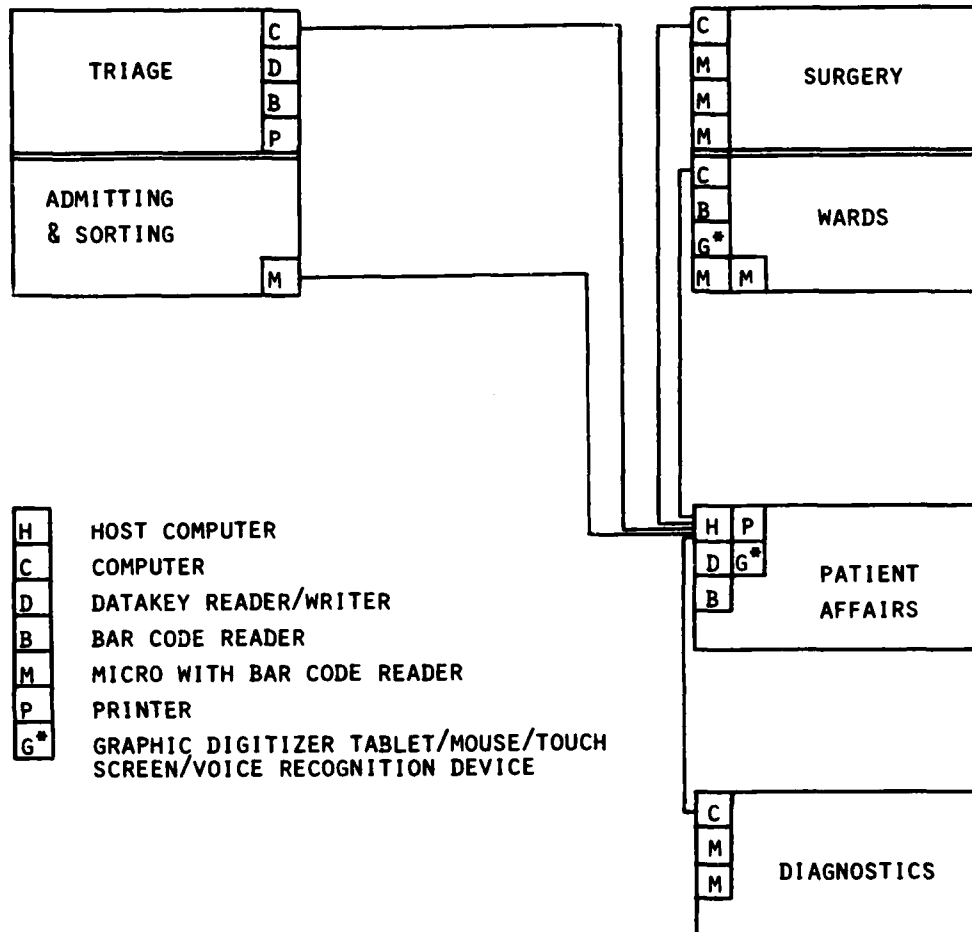 TRIAGE
C
D
B
P
ADMITTING
& SORTING
M
C
M
M
M
SURGERY
C
B
G*
M M
WARDS
H HOST COMPUTER
C COMPUTER
D DATAKEY READER/WRITER
B BAR CODE READER
M MICRO WITH BAR CODE READER
P PRINTER
G* GRAPHIC DIGITIZER TABLET/MOUSE/TOUCH
SCREEN/VOICE RECOGNITION DEVICE
H P
D G*
B
PATIENT
AFFAIRS
C
M
M
DIAGNOSTICS